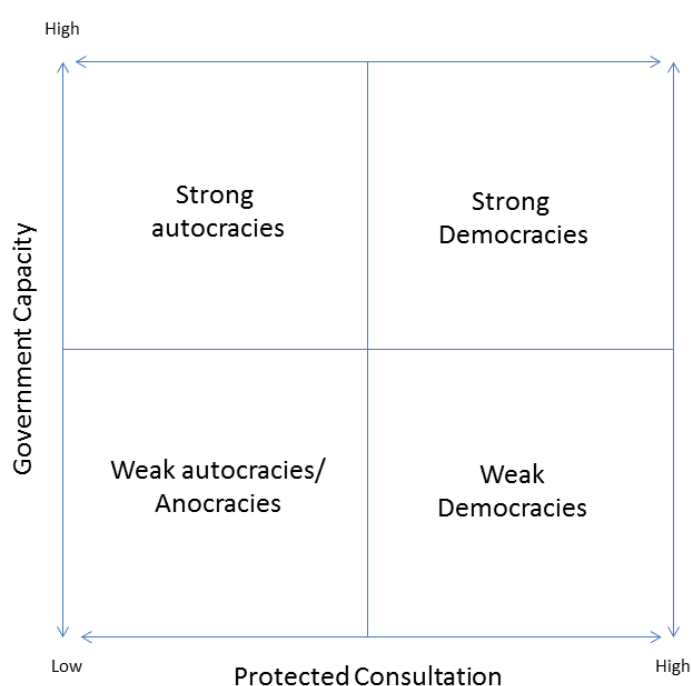 High
Strong
autocracies
Strong
Democracies
Government Capacity
Weak autocracies/
Anocracies
Weak
Democracies
Low
Protected Consultation
High